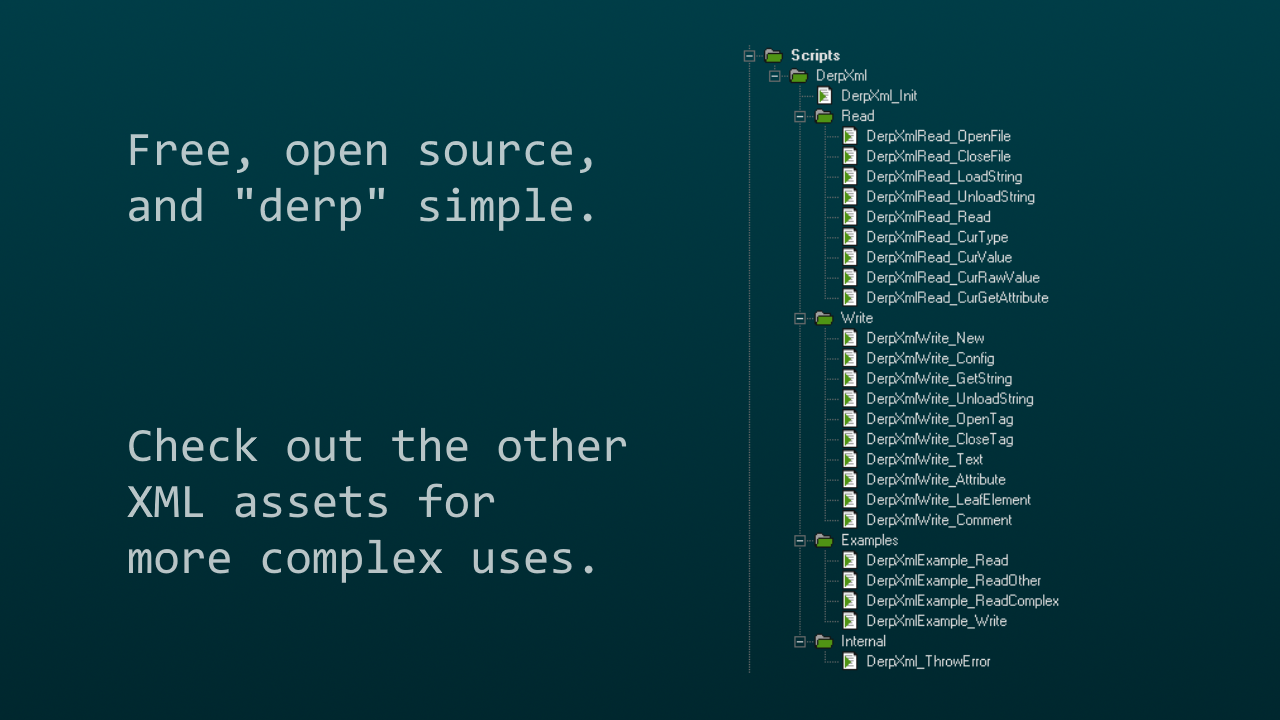 Free, open source,
and "derp" simple.
Check out the other
XML assets for
more complex uses.
Scripts
DerpXml
DerpXml_Init
Read
DerpXmlRead_OpenFile
DerpXmlRead_CloseFile
DerpXmlRead_LoadString
DerpXmlRead_UnloadString
DerpXmlRead_Read
DerpXmlRead_CurType
DerpXmlRead_CurValue
DerpXmlRead_CurRawValue
DerpXmlRead_CurGetAttribute
Write
DerpXmlWrite_New
DerpXmlWrite_Config
DerpXmlWrite_GetString
DerpXmlWrite_UnloadString
DerpXmlWrite_OpenTag
DerpXmlWrite_CloseTag
DerpXmlWrite_Text
DerpXmlWrite_Attribute
DerpXmlWrite_LeafElement
DerpXmlWrite_Comment
Examples
DerpXmlExample_Read
DerpXmlExample_ReadOther
DerpXmlExample_ReadComplex
DerpXmlExample_Write
Internal
DerpXml_ThrowError